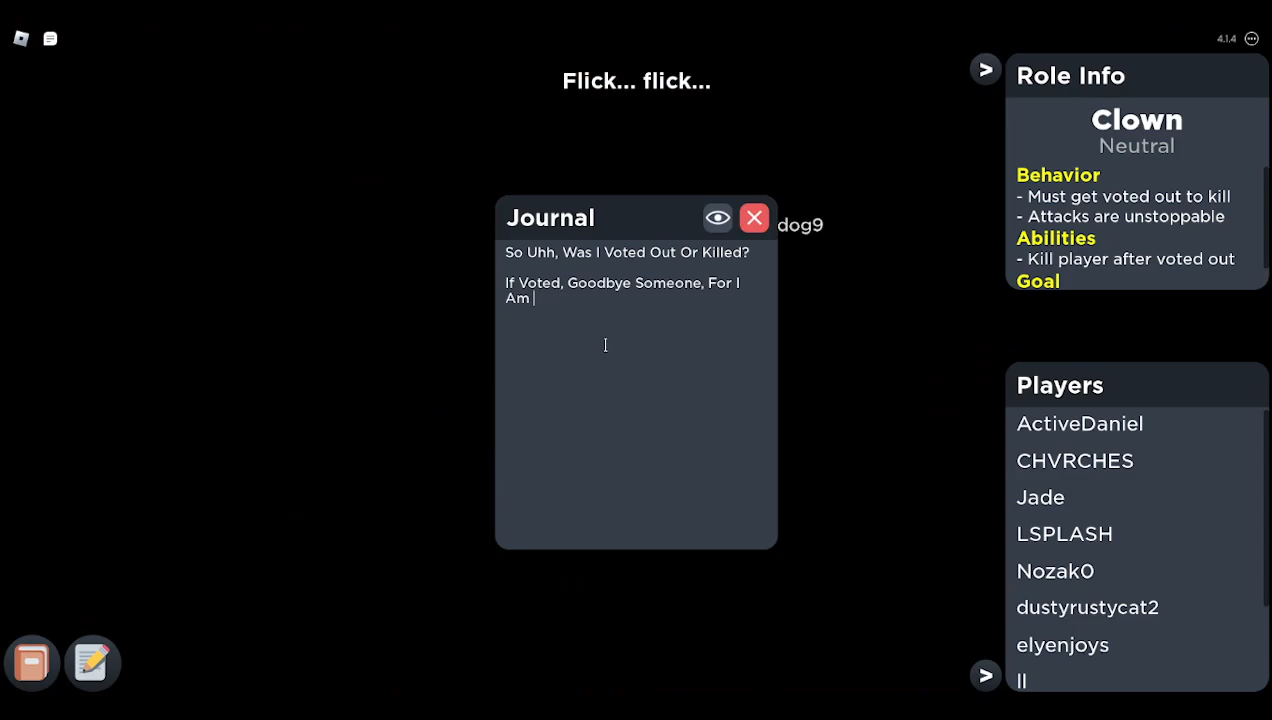 4.1.4
Flick... flick...
> Role Info
Clown
Neutral
Behavior
- Must get voted out to kill
- Attacks are unstoppable
Abilities
- Kill player after voted out
Goal
Journal
dog9
So Uhh, Was I Voted Out Or Killed?
If Voted, Goodbye Someone, For I
Am
Players
ActiveDaniel
CHVRCHES
Jade
LSPLASH
Nozak0
dustyrustycat2
elyenjoys
>